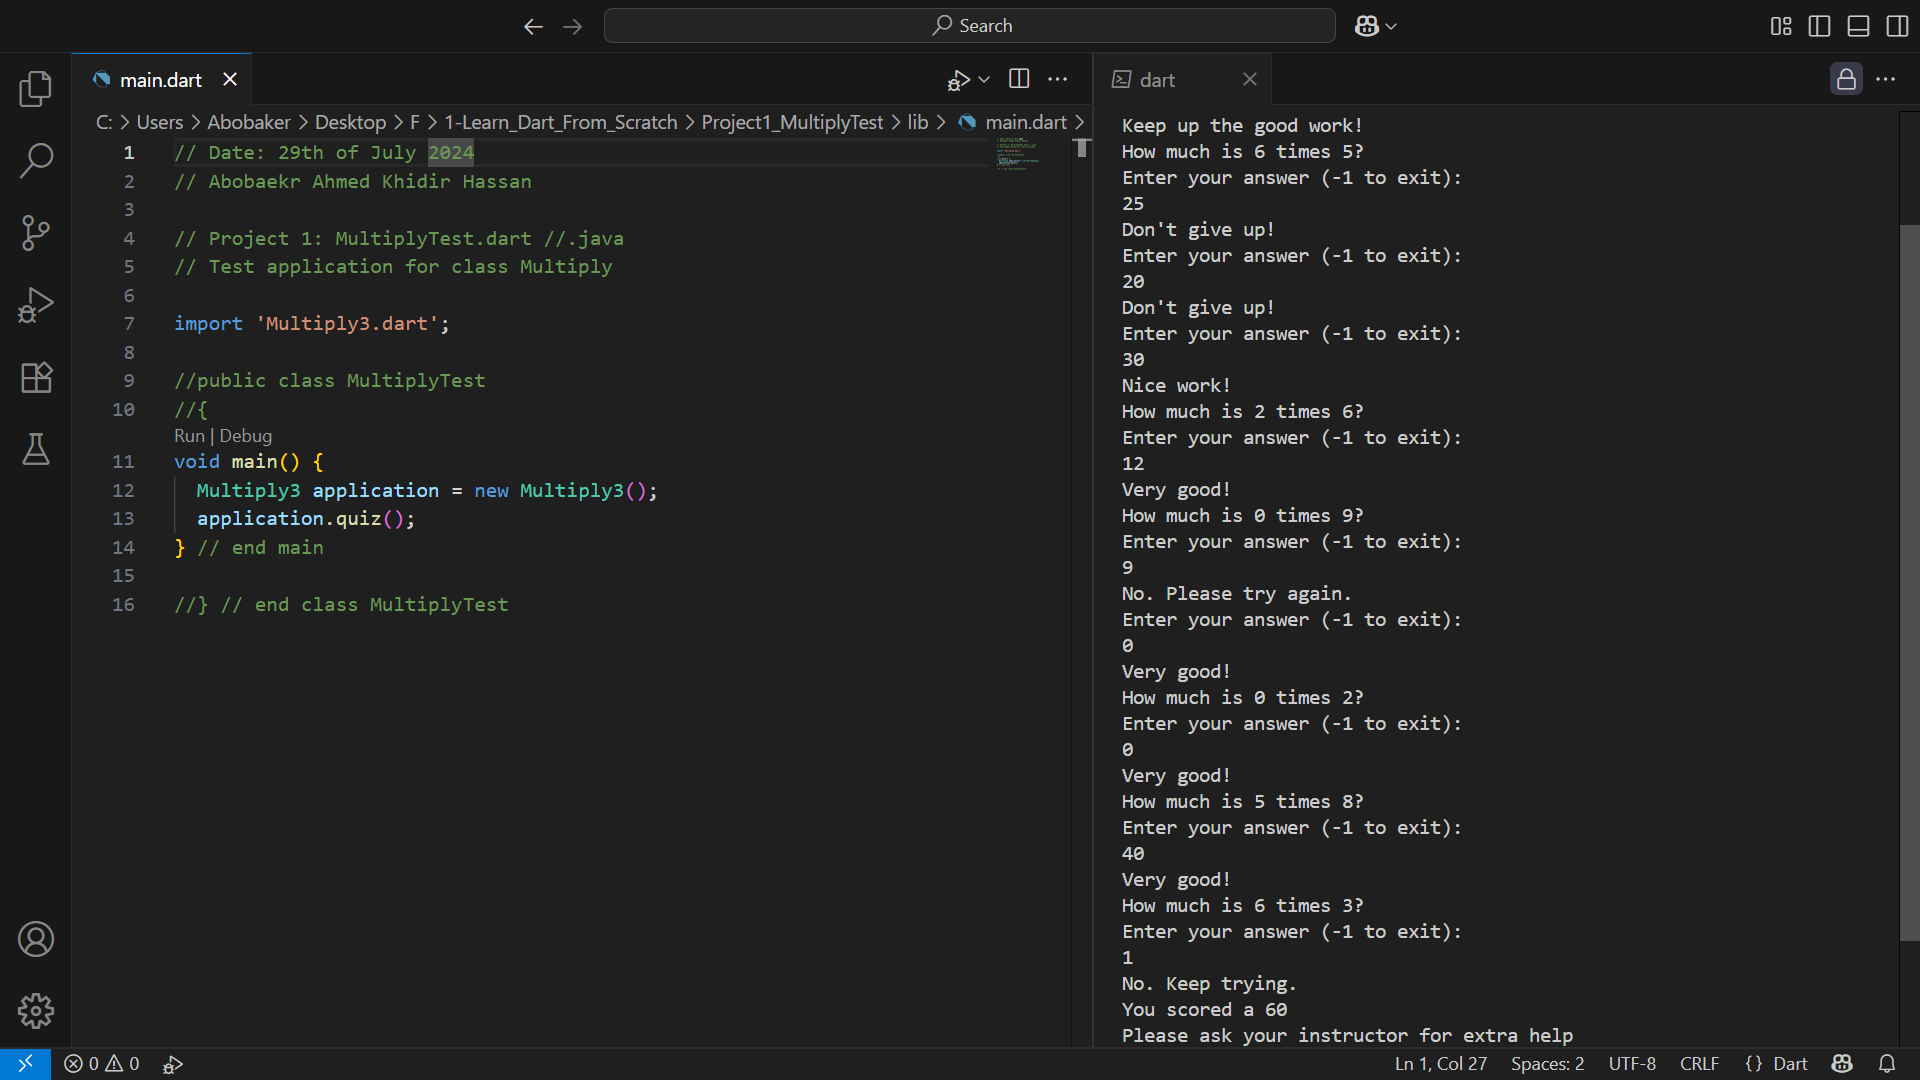 Search
main.dart
dart
C: > Users > Abobaker > Desktop > F > 1-Learn_Dart_From_Scratch > Project1_MultiplyTest > lib > main.dart >
1 // Date: 29th of July 2024
2 // Abobaekr Ahmed Khidir Hassan
3
4 // Project 1: MultiplyTest.dart //.java
5 // Test application for class Multiply
6
7 import 'Multiply3.dart';
8
9 //public class MultiplyTest
10 //{
Run | Debug
11 void main() {
12 Multiply3 application = new Multiply3();
13 application.quiz();
14 } // end main
15
16 //} // end class MultiplyTest
Keep up the good work!
How much is 6 times 5?
Enter your answer (-1 to exit):
25
Don't give up!
Enter your answer (-1 to exit):
20
Don't give up!
Enter your answer (-1 to exit):
30
Nice work!
How much is 2 times 6?
Enter your answer (-1 to exit):
12
Very good!
How much is 0 times 9?
Enter your answer (-1 to exit):
9
No. Please try again.
Enter your answer (-1 to exit):
0
Very good!
How much is 0 times 2?
Enter your answer (-1 to exit):
0
Very good!
How much is 5 times 8?
Enter your answer (-1 to exit):
40
Very good!
How much is 6 times 3?
Enter your answer (-1 to exit):
1
No. Keep trying.
You scored a 60
Please ask your instructor for extra help
0 0
Ln 1, Col 27 Spaces: 2 UTF-8 CRLF {} Dart